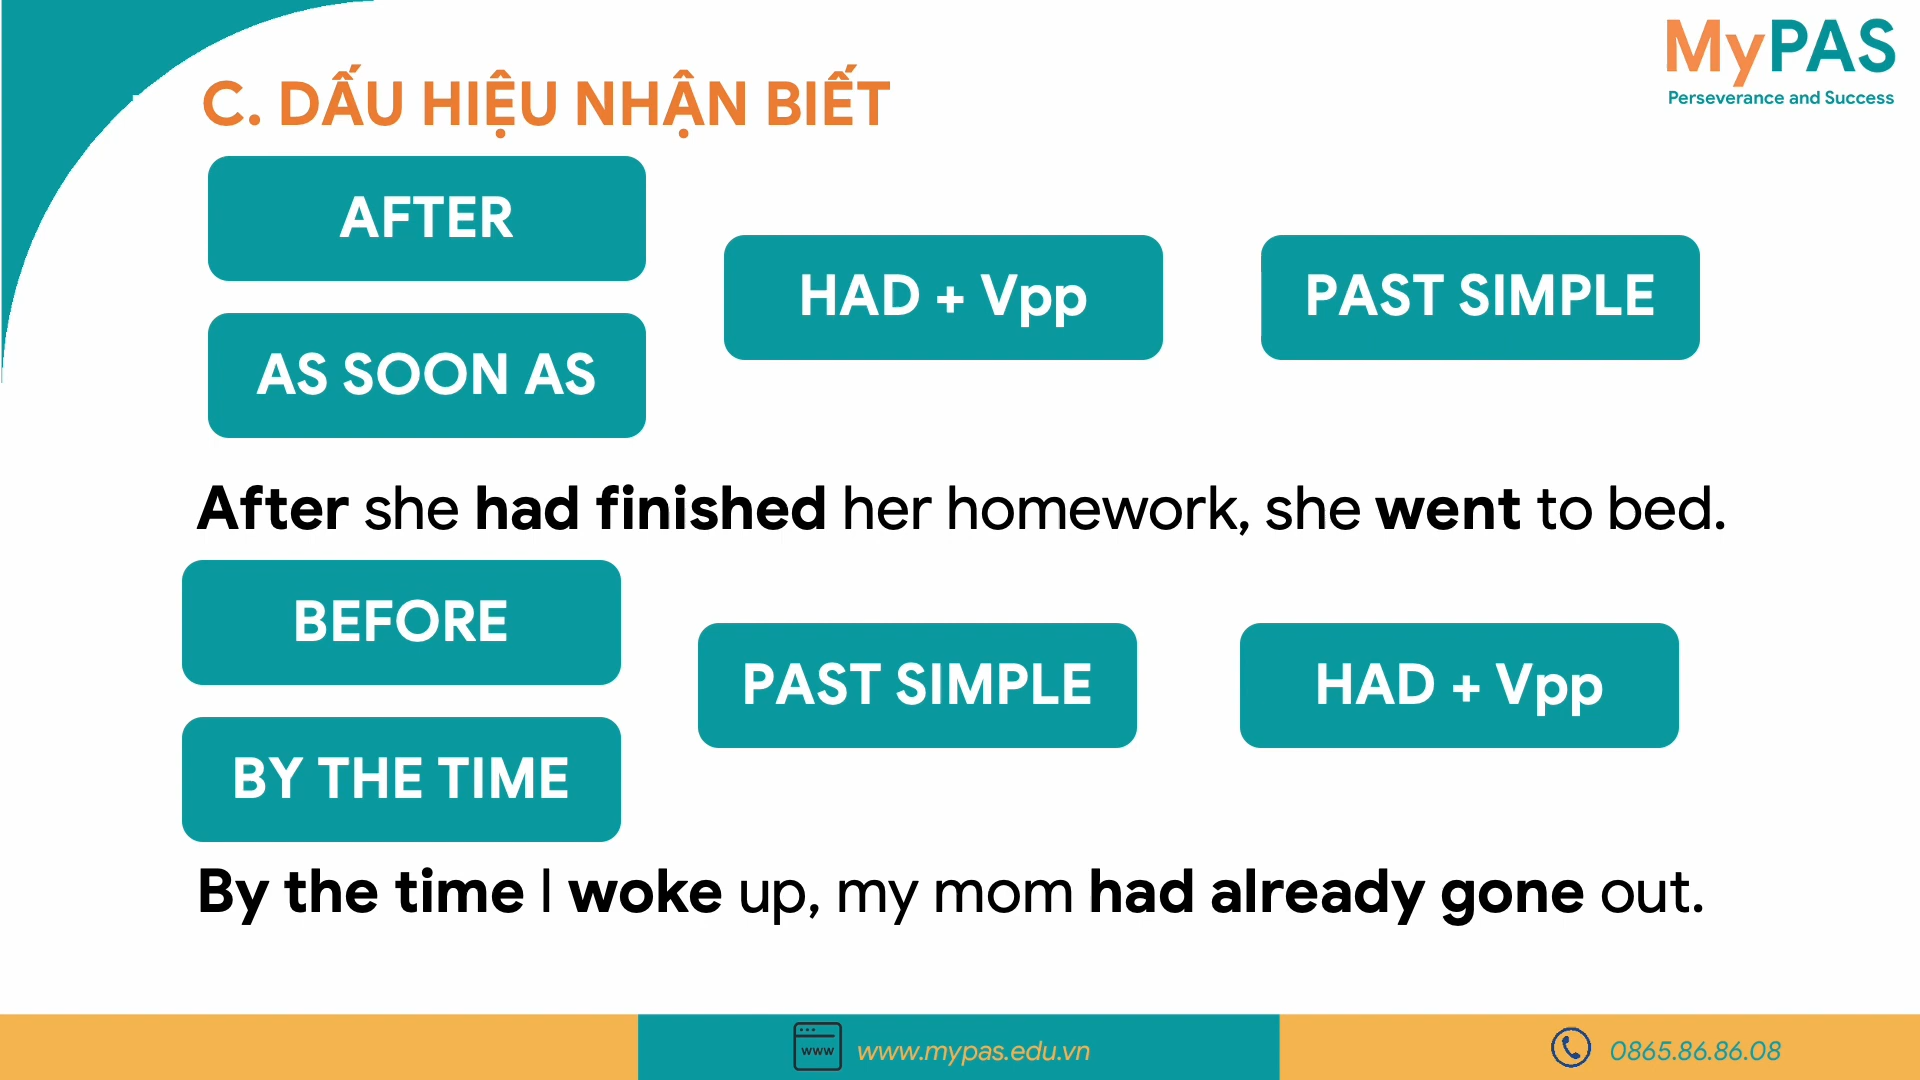 MyPAS
Perseverance and Success
C. DẤU HIỆU NHẬN BIẾT
AFTER
AS SOON AS
HAD + Vpp
PAST SIMPLE
After she had finished her homework, she went to bed.
BEFORE
BY THE TIME
PAST SIMPLE
HAD + Vpp
By the time I woke up, my mom had already gone out.
www
www.mypas.edu.vn
0865.86.86.08